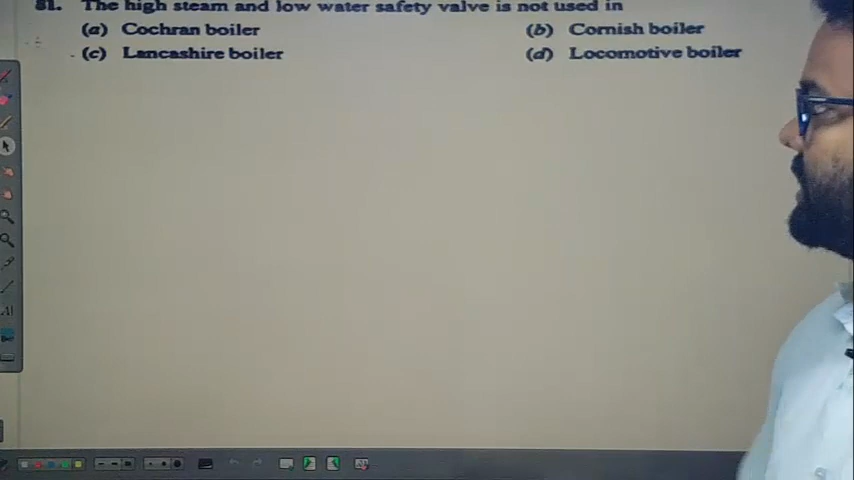 81. The high steam and low water safety valve is not used in
(a) Cochran boiler (b) Cornish boiler
(c) Lancashire boiler (d) Locomotive boiler